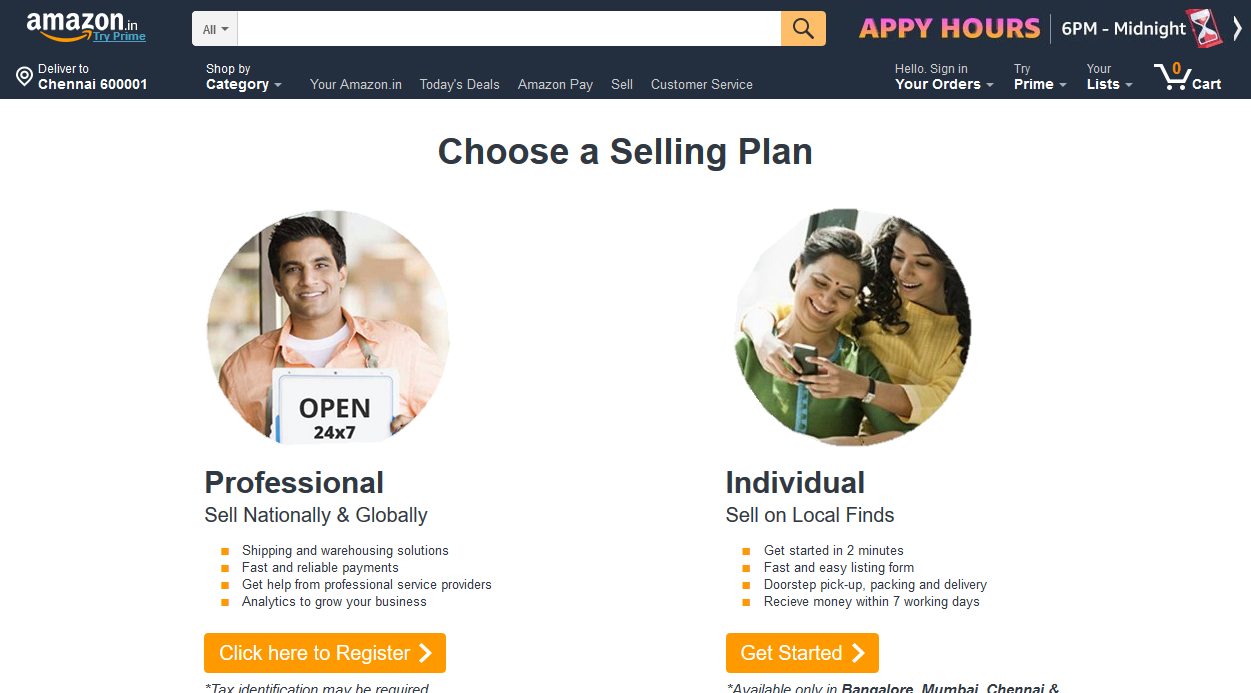 amazon.in
Try Prime
All
APPY HOURS
6PM - Midnight
Deliver to
Chennai 600001
Shop by
Category
Your Amazon.in
Today's Deals
Amazon Pay
Sell
Customer Service
Hello. Sign in
Your Orders
Try
Prime
Your
Lists
0
Cart
Choose a Selling Plan
OPEN
24x7
Professional
Sell Nationally & Globally
Shipping and warehousing solutions
Fast and reliable payments
Get help from professional service providers
Analytics to grow your business
Click here to Register
*Tax identification may be required
Individual
Sell on Local Finds
Get started in 2 minutes
Fast and easy listing form
Doorstep pick-up, packing and delivery
Recieve money within 7 working days
Get Started
*Available only in Bangalore, Mumbai, Chennai &